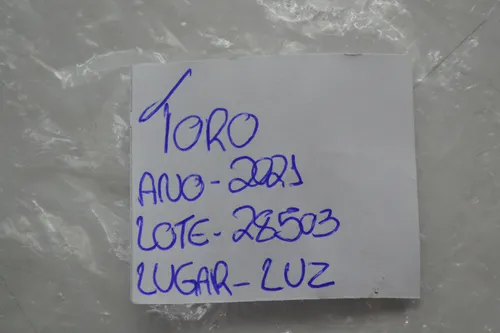 TORO
ANO-2021
LOTE-28503
LUGAR-LUZ